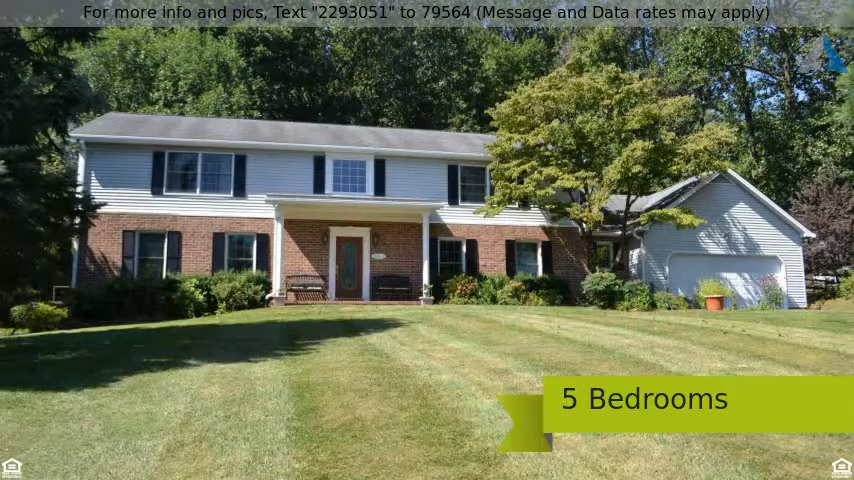 For more info and pics, Text "2293051" to 79564 (Message and Data rates may apply)
5 Bedrooms